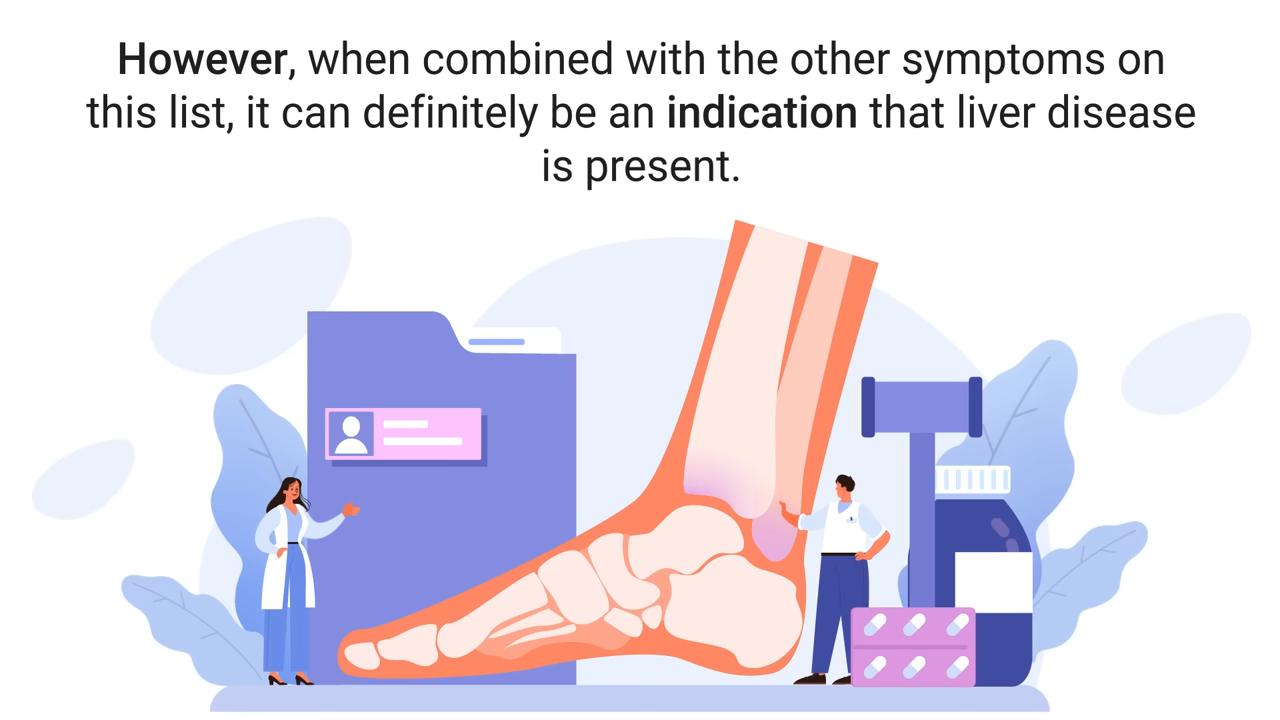 However, when combined with the other symptoms on
this list, it can definitely be an indication that liver disease
is present.